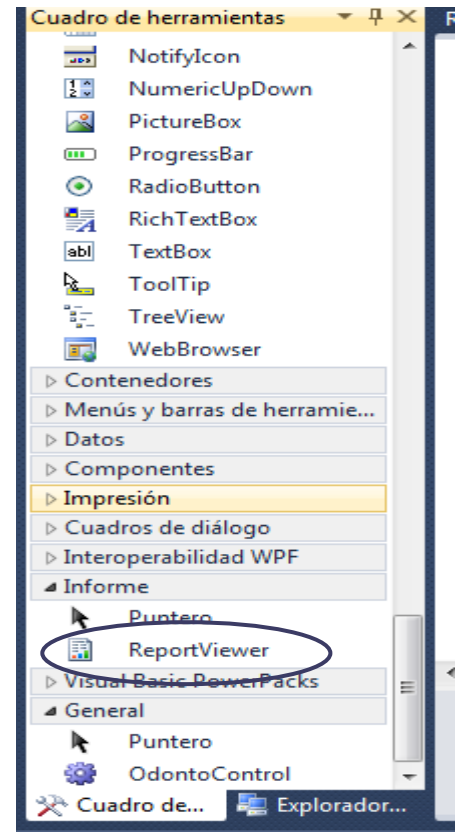 Cuadro de herramientas
R
NotifyIcon
NumericUpDown
PictureBox
ProgressBar
RadioButton
RichTextBox
abl TextBox
ToolTip
TreeView
WebBrowser
Contenedores
Menús y barras de herramie...
Datos
Componentes
Impresión
Cuadros de diálogo
Interoperabilidad WPF
Informe
Puntero
ReportViewer
Visual Basic PowerPacks
General
Puntero
OdontoControl
Cuadro de... Explorador...